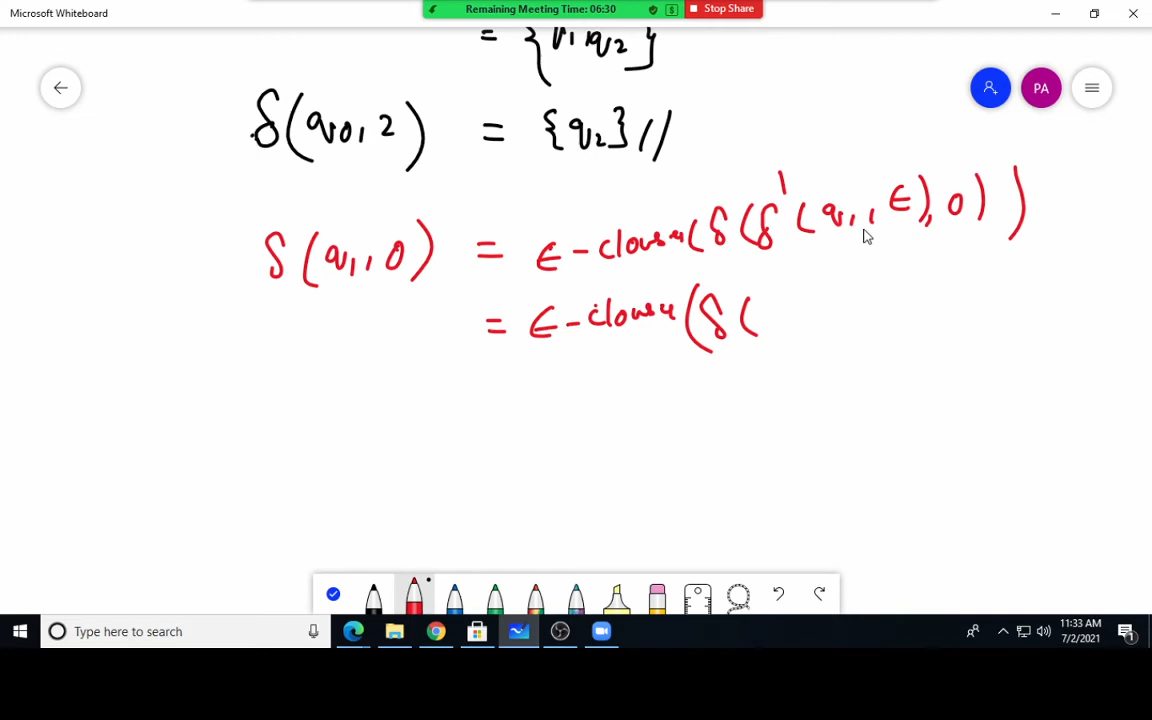 Remaining Meeting Time: 06:30
Stop Share
Microsoft Whiteboard
= {q1, q2}
PA
δ(q0, 2) = {q2} //
δ(q1, 0) = ∈-closure(δ(δ'(q1, ∈), 0))
= ∈-closure(δ(
Type here to search
11:33 AM
7/2/2021
1